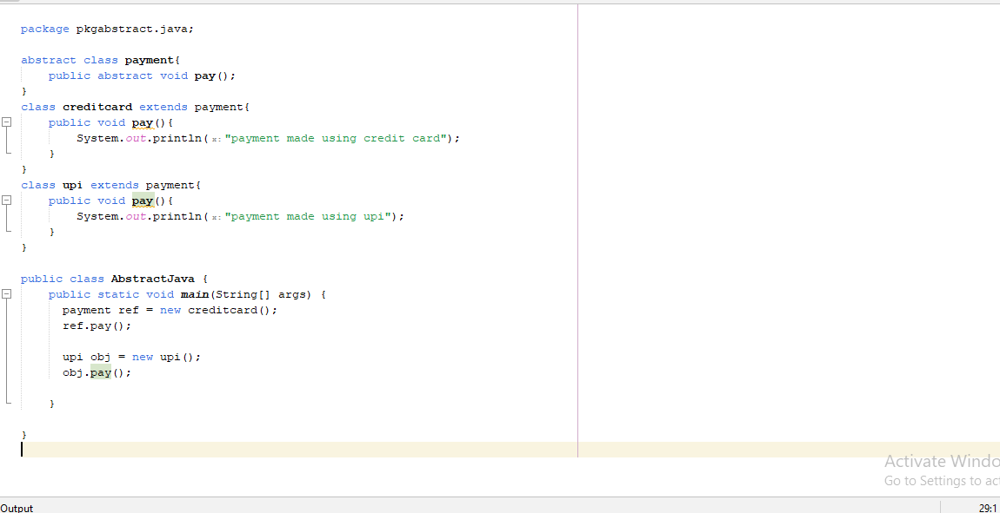 package pkgabstract.java;
abstract class payment{
    public abstract void pay();
}
class creditcard extends payment{
    public void pay(){
        System.out.println(x: "payment made using credit card");
    }
}
class upi extends payment{
    public void pay(){
        System.out.println(x: "payment made using upi");
    }
}
public class AbstractJava {
    public static void main(String[] args) {
      payment ref = new creditcard();
      ref.pay();
      upi obj = new upi();
      obj.pay();
    }
}
Activate Windo
Go to Settings to act
Output
29:1